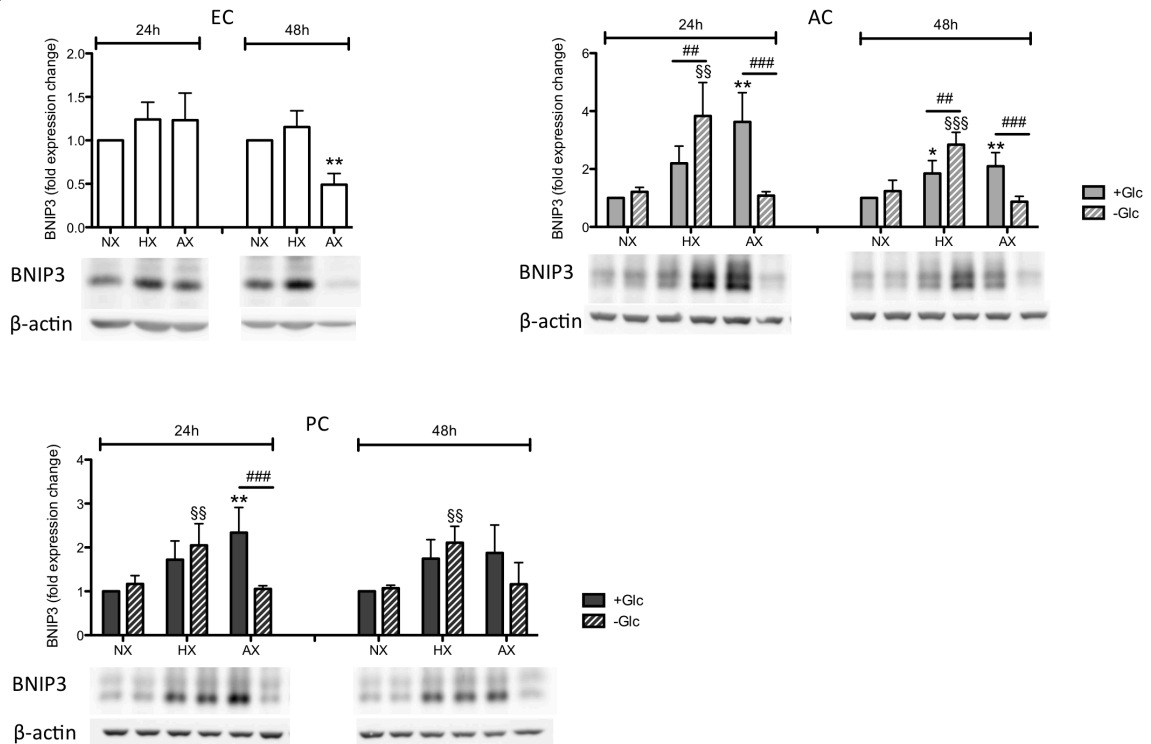 EC
24h 48h
BNIP3 (fold expression change)
2.0
1.5
1.0
0.5
0.0
**
NX HX AX NX HX AX
BNIP3
β-actin
AC
24h 48h
BNIP3 (fold expression change)
6
4
2
0
## §§ ** ###
## * §§§ ** ###
NX HX AX NX HX AX
+Glc
-Glc
BNIP3
β-actin
PC
24h 48h
BNIP3 (fold expression change)
4
3
2
1
0
§§ ** ###
§§
NX HX AX NX HX AX
+Glc
-Glc
BNIP3
β-actin